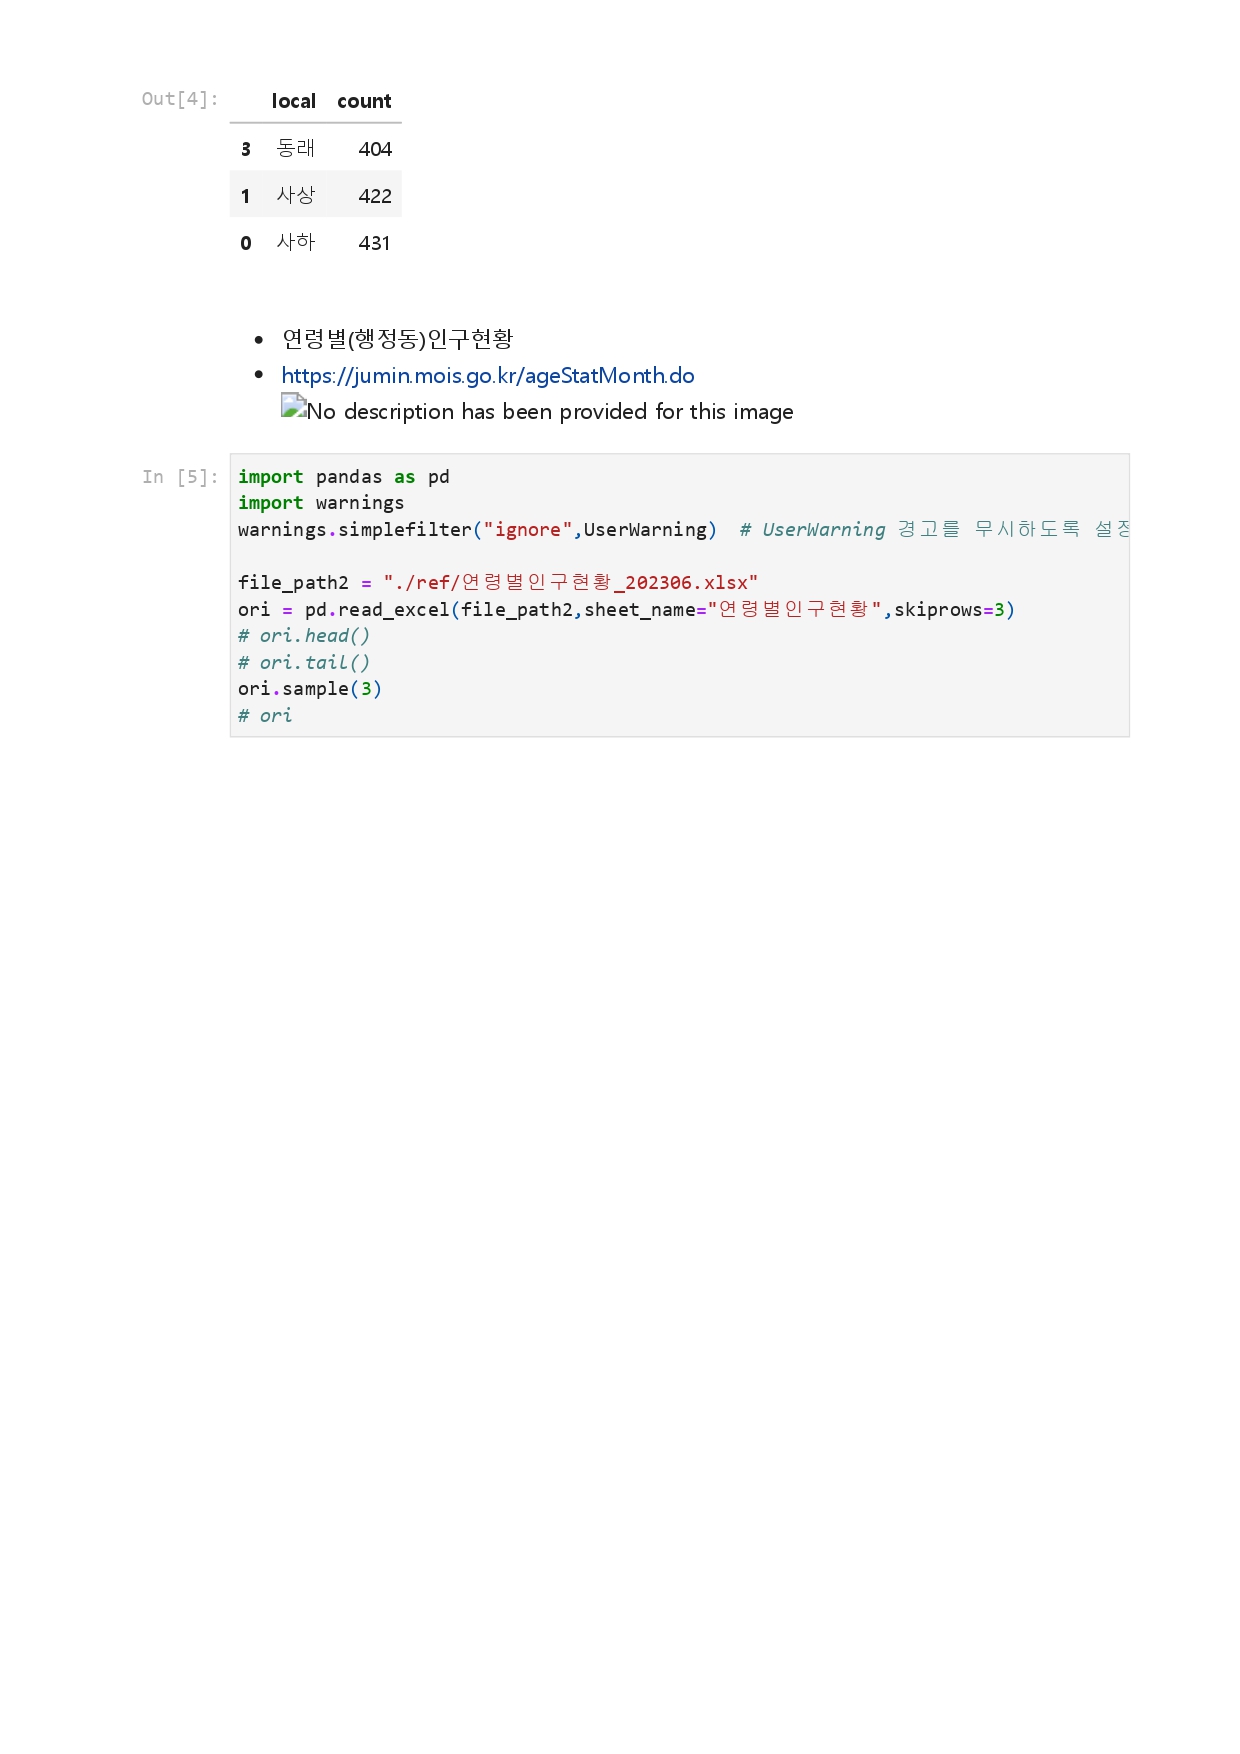 Out[4]:
local count
3 동래 404
1 사상 422
0 사하 431
• 연령별(행정동)인구현황
• https://jumin.mois.go.kr/ageStatMonth.do
No description has been provided for this image
In [5]:
import pandas as pd
import warnings
warnings.simplefilter("ignore",UserWarning)  # UserWarning 경고를 무시하도록 설정
file_path2 = "./ref/연령별인구현황_202306.xlsx"
ori = pd.read_excel(file_path2,sheet_name="연령별인구현황",skiprows=3)
# ori.head()
# ori.tail()
ori.sample(3)
# ori